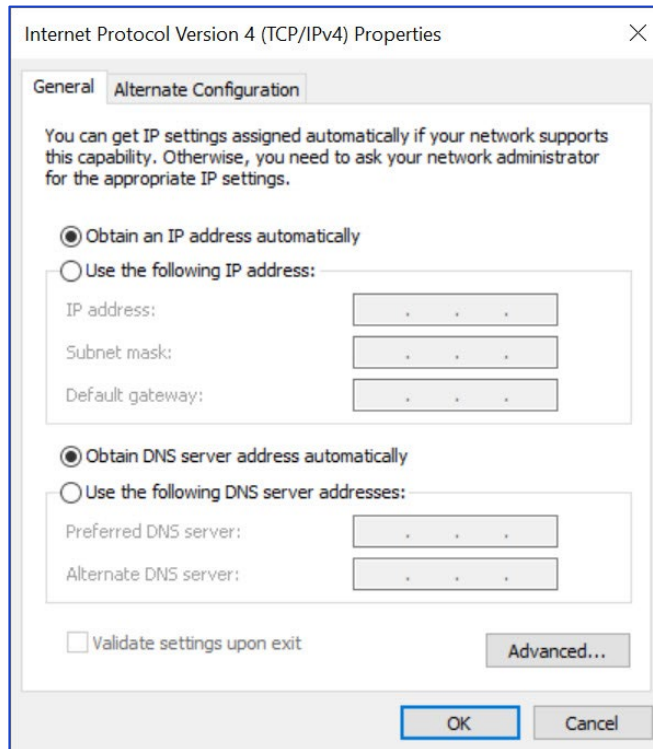 Internet Protocol Version 4 (TCP/IPv4) Properties
General
Alternate Configuration
You can get IP settings assigned automatically if your network supports
this capability. Otherwise, you need to ask your network administrator
for the appropriate IP settings.
Obtain an IP address automatically
Use the following IP address:
IP address:
Subnet mask:
Default gateway:
Obtain DNS server address automatically
Use the following DNS server addresses:
Preferred DNS server:
Alternate DNS server:
Validate settings upon exit
Advanced...
OK
Cancel